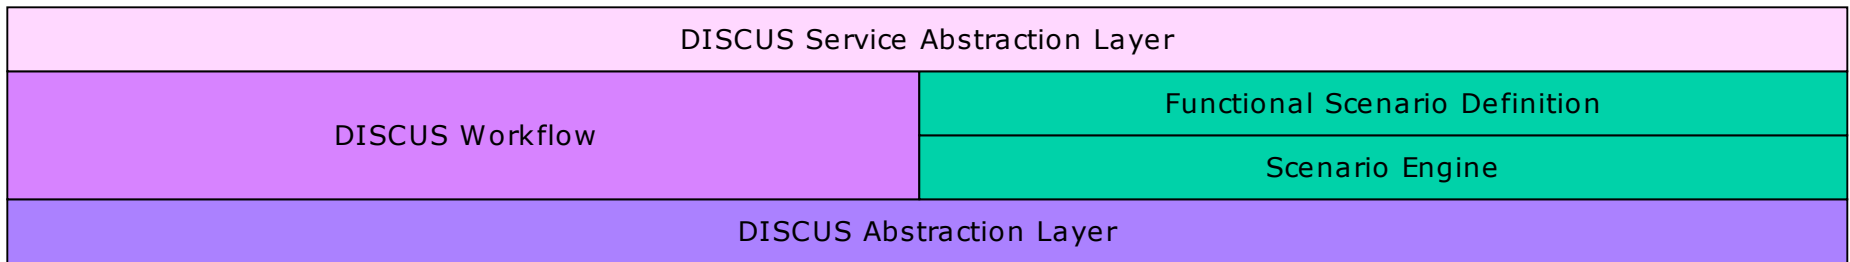 DISCUS Service Abstraction Layer
DISCUS Workflow
Functional Scenario Definition
Scenario Engine
DISCUS Abstraction Layer